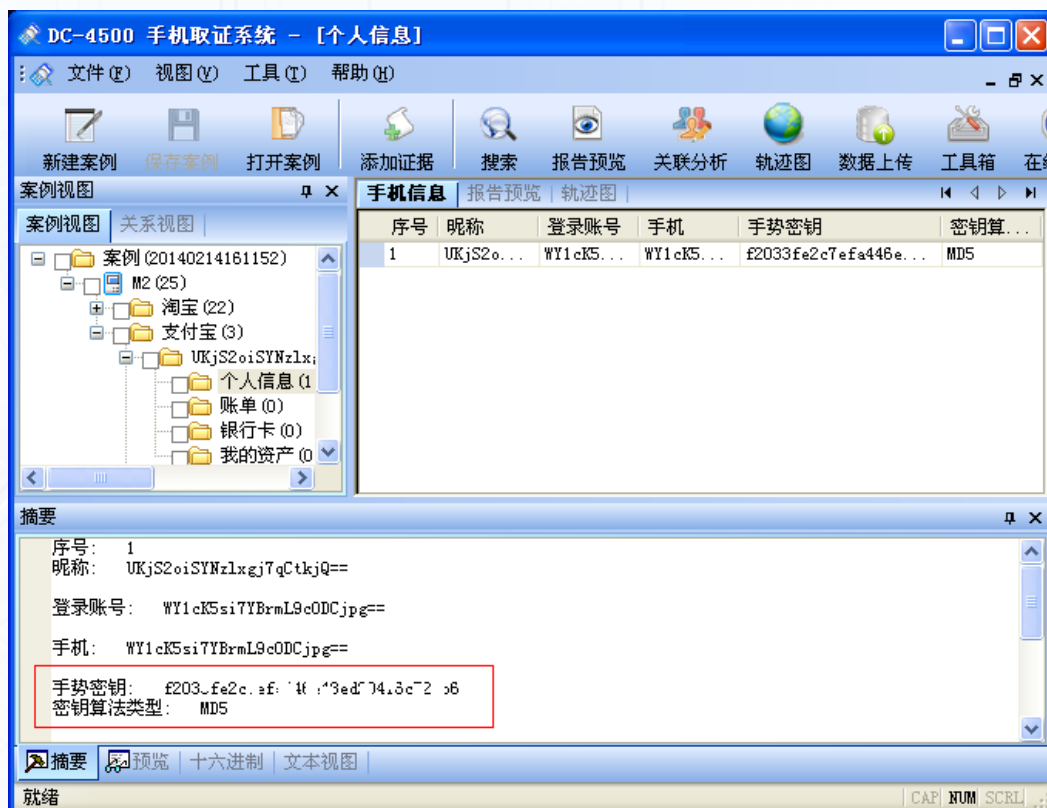 DC-4500 手机取证系统 - [个人信息]
文件(F) 视图(V) 工具(T) 帮助(H)
新建案例 保存案例 打开案例 添加证据 搜索 报告预览 关联分析 轨迹图 数据上传 工具箱
案例视图
案例视图 关系视图
案例(20140214161152)
M2(25)
淘宝(22)
支付宝(3)
UKjS2oiSYNzlxg
个人信息(1
账单(0)
银行卡(0)
我的资产(0
手机信息 报告预览 轨迹图
序号 昵称 登录账号 手机 手势密钥 密钥算...
1 UKjS2o... WY1cK5... WY1cK5... f2033fe2c7efa446e... MD5
摘要
序号: 1
昵称: UKjS2oiSYNzlxgj7qCtkjQ==
登录账号: WY1cK5si7YBrmL9cODCjpg==
手机: WY1cK5si7YBrmL9cODCjpg==
手势密钥:
密钥算法类型: MD5
摘要 预览 十六进制 文本视图
就绪 CAP NUM SCRL